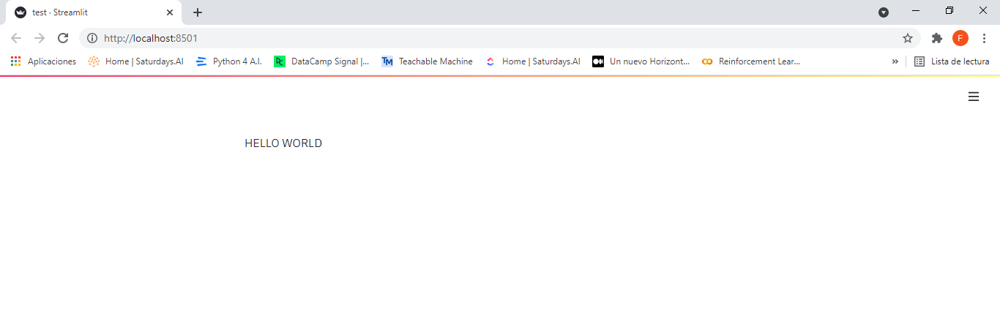 test · Streamlit
http://localhost:8501
F
Aplicaciones Home | Saturdays.AI Python 4 A.I. DataCamp Signal |... TM Teachable Machine Home | Saturdays.AI Un nuevo Horizont... Reinforcement Lear... » Lista de lectura
HELLO WORLD